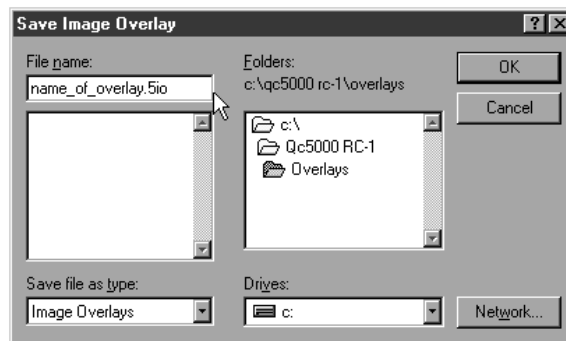 Save Image Overlay
File name:
name_of_overlay.5io
Folders:
c:\qc5000 rc-1\overlays
OK
Cancel
c:\
Qc5000 RC-1
Overlays
Save file as type:
Image Overlays
Drives:
c:
Network...